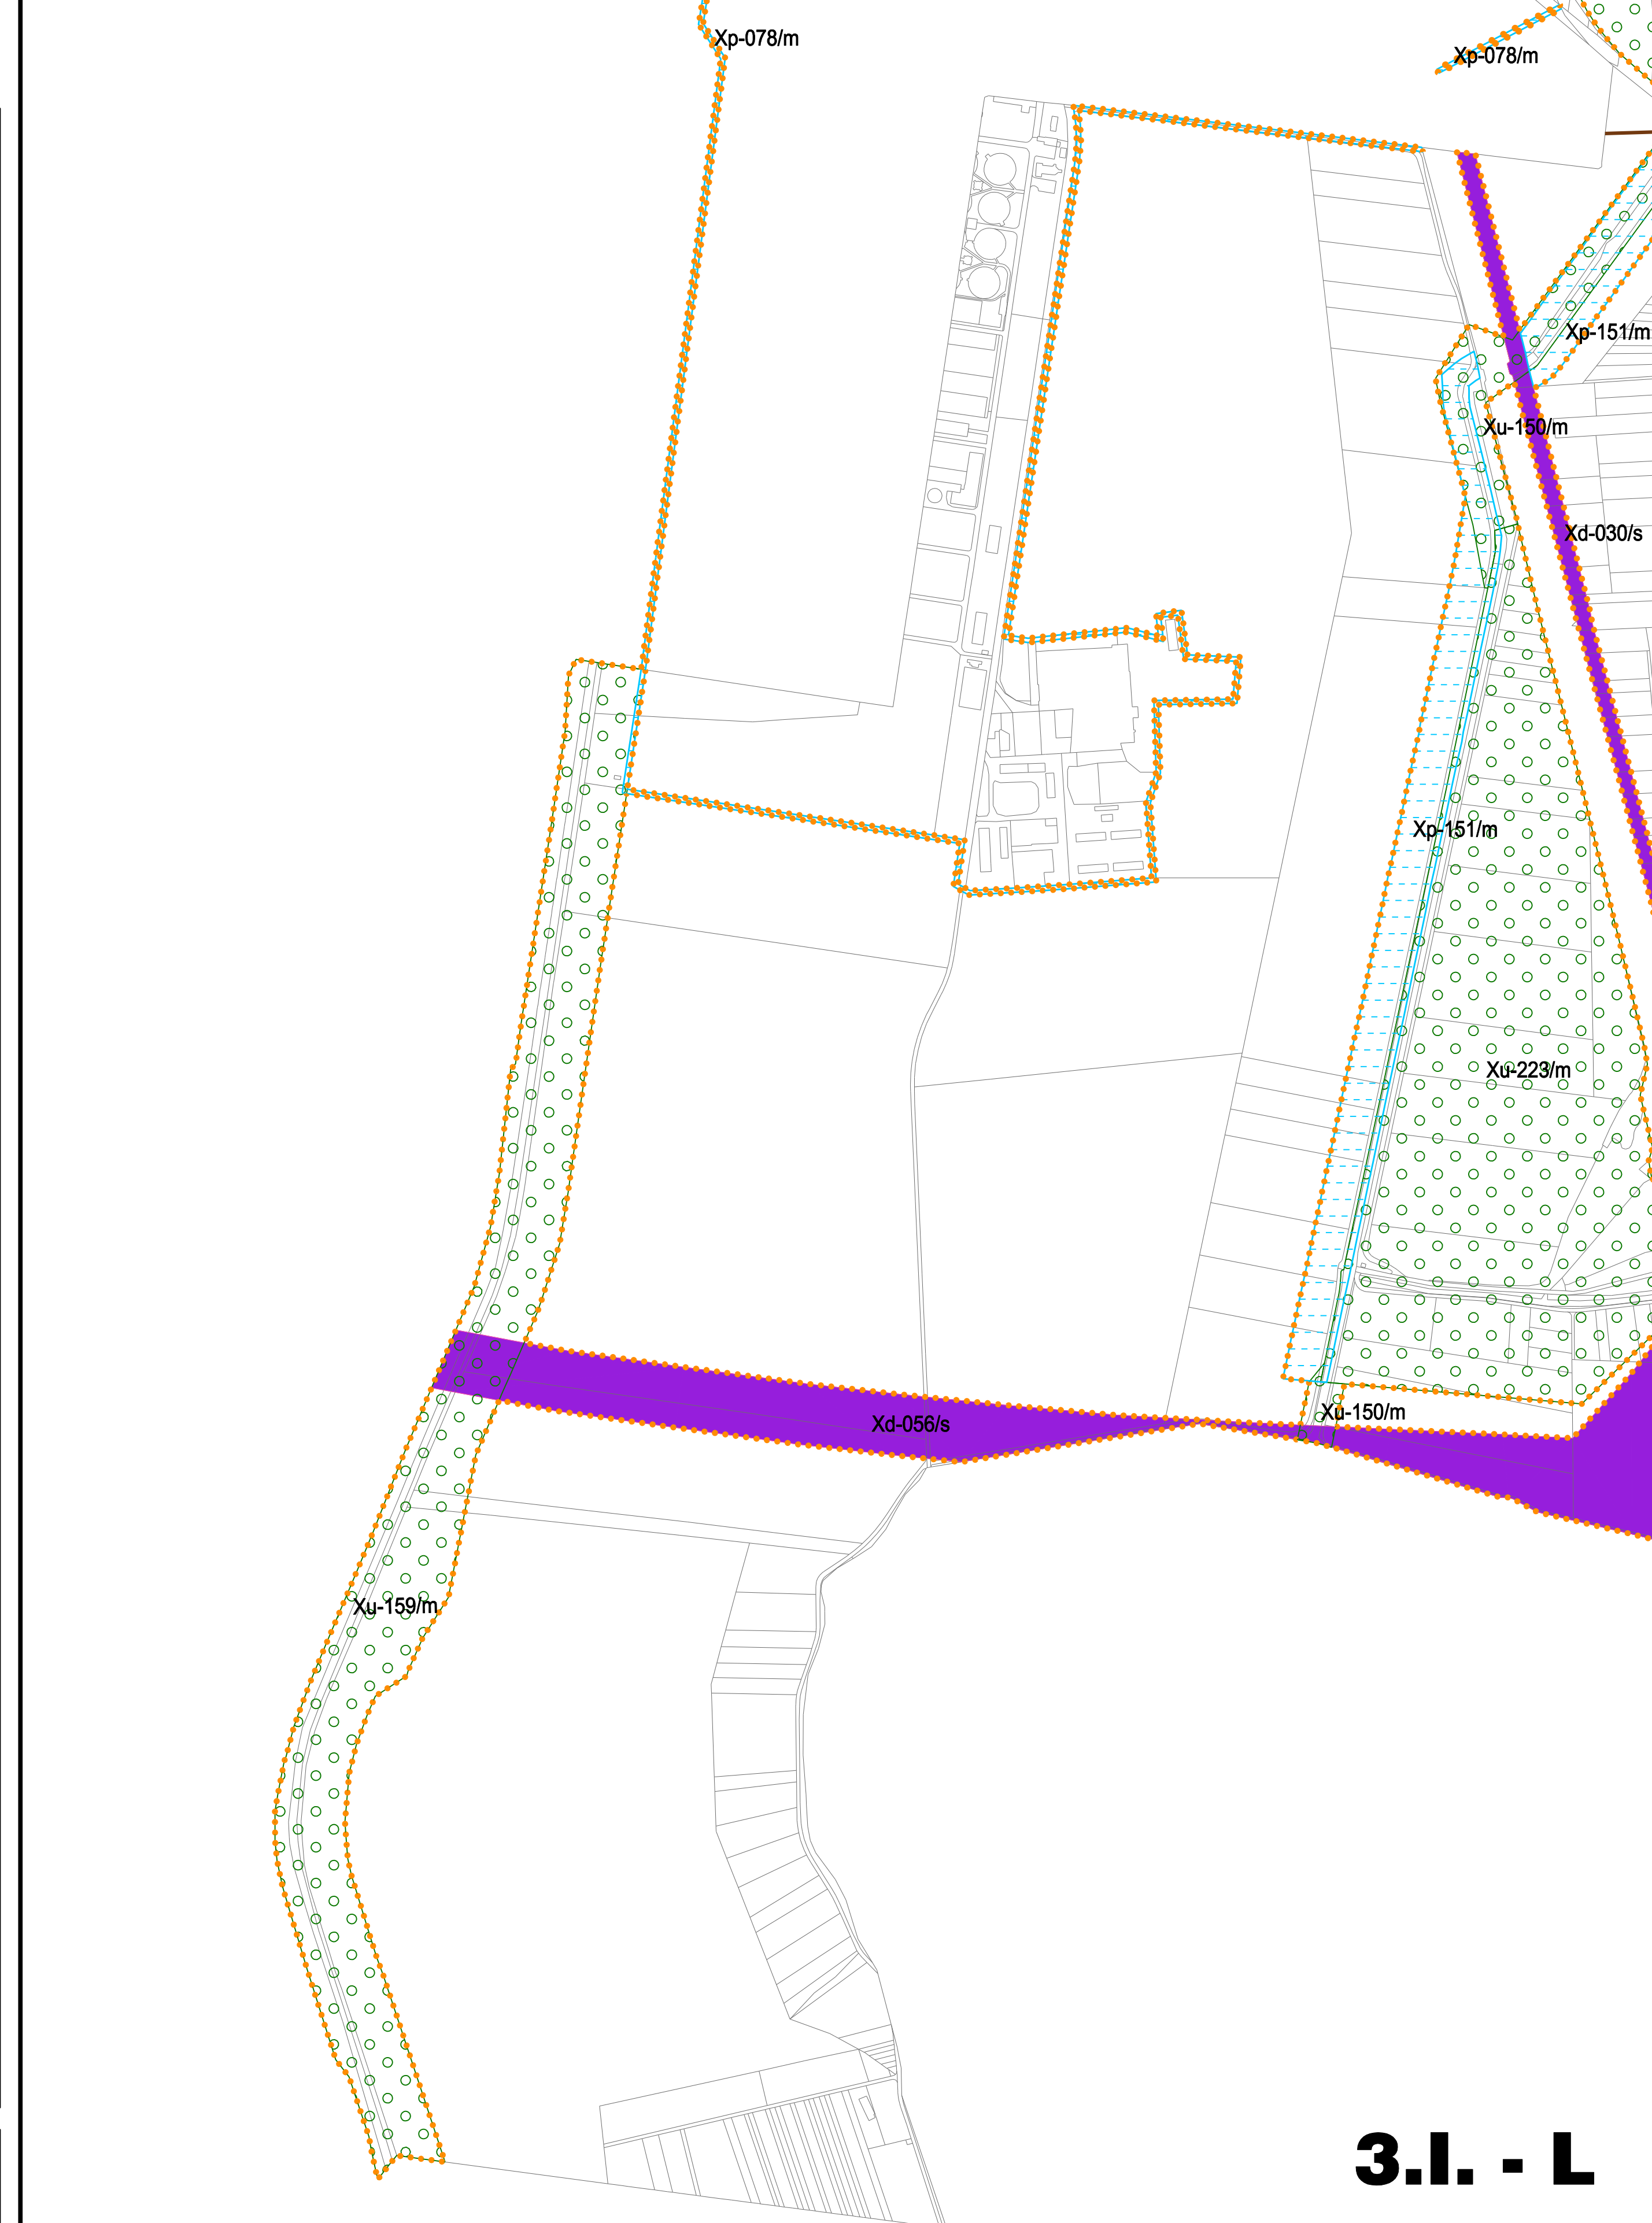 Xp-078/m
Xp-078/m
Xp-151/m
Xu-150/m
Xd-030/s
Xp-151/m
Xu-223/m
Xu-150/m
Xd-056/s
Xu-159/m
3.I. - L